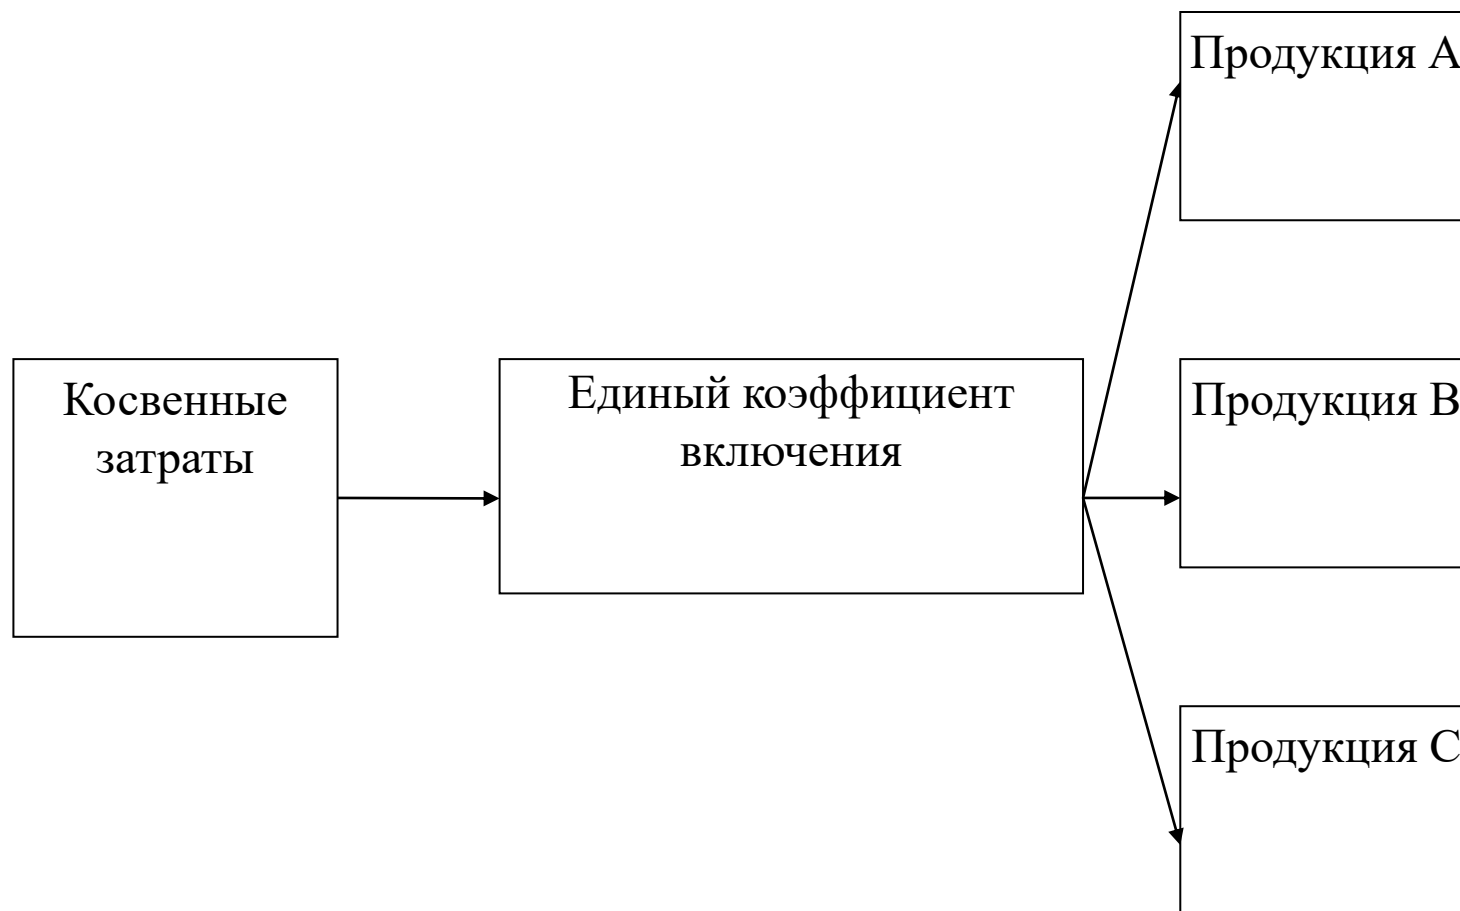 Продукция А
Косвенные
затраты
Единый коэффициент
включения
Продукция В
Продукция С